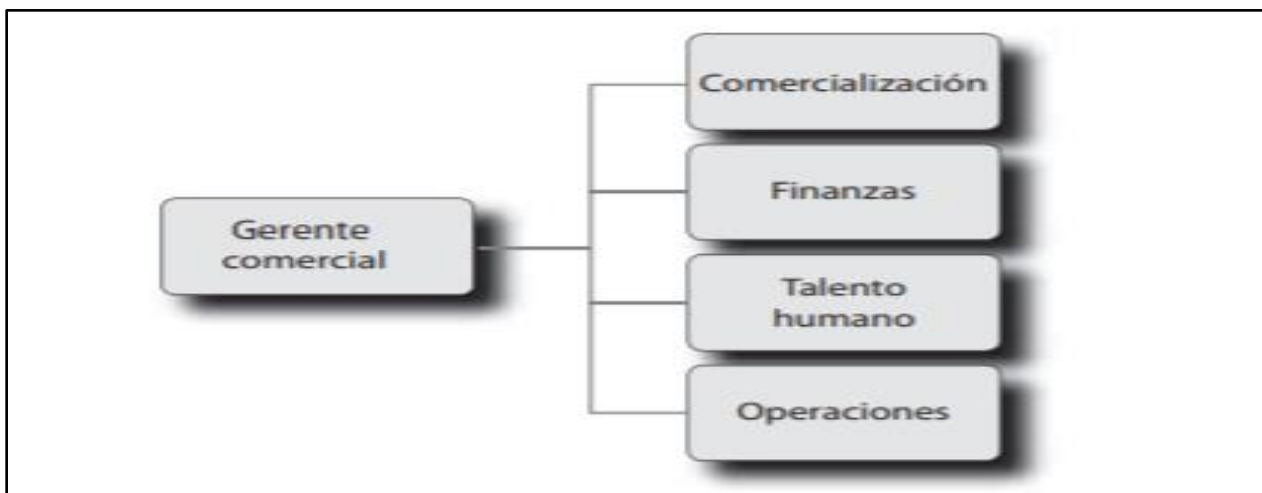 Comercialización
Finanzas
Gerente
comercial
Talento
humano
Operaciones